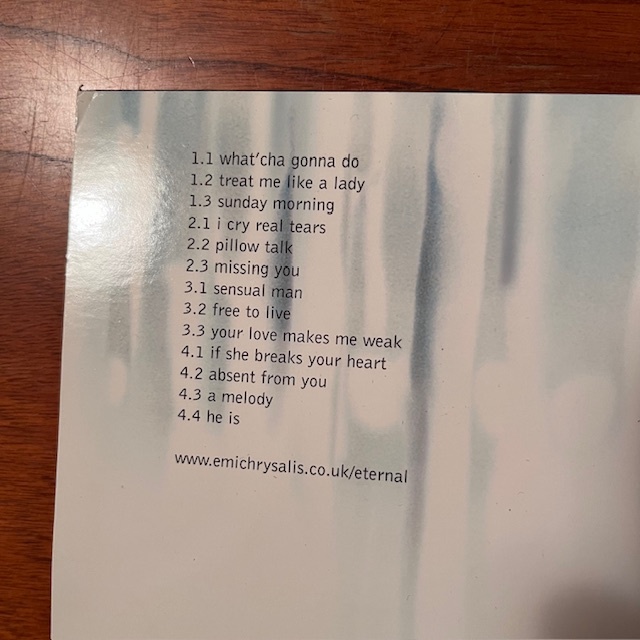 1.1 what'cha gonna do
1.2 treat me like a lady
1.3 sunday morning
2.1 i cry real tears
2.2 pillow talk
2.3 missing you
3.1 sensual man
3.2 free to live
3.3 your love makes me weak
4.1 if she breaks your heart
4.2 absent from you
4.3 a melody
4.4 he is
www.emichrysalis.co.uk/eternal